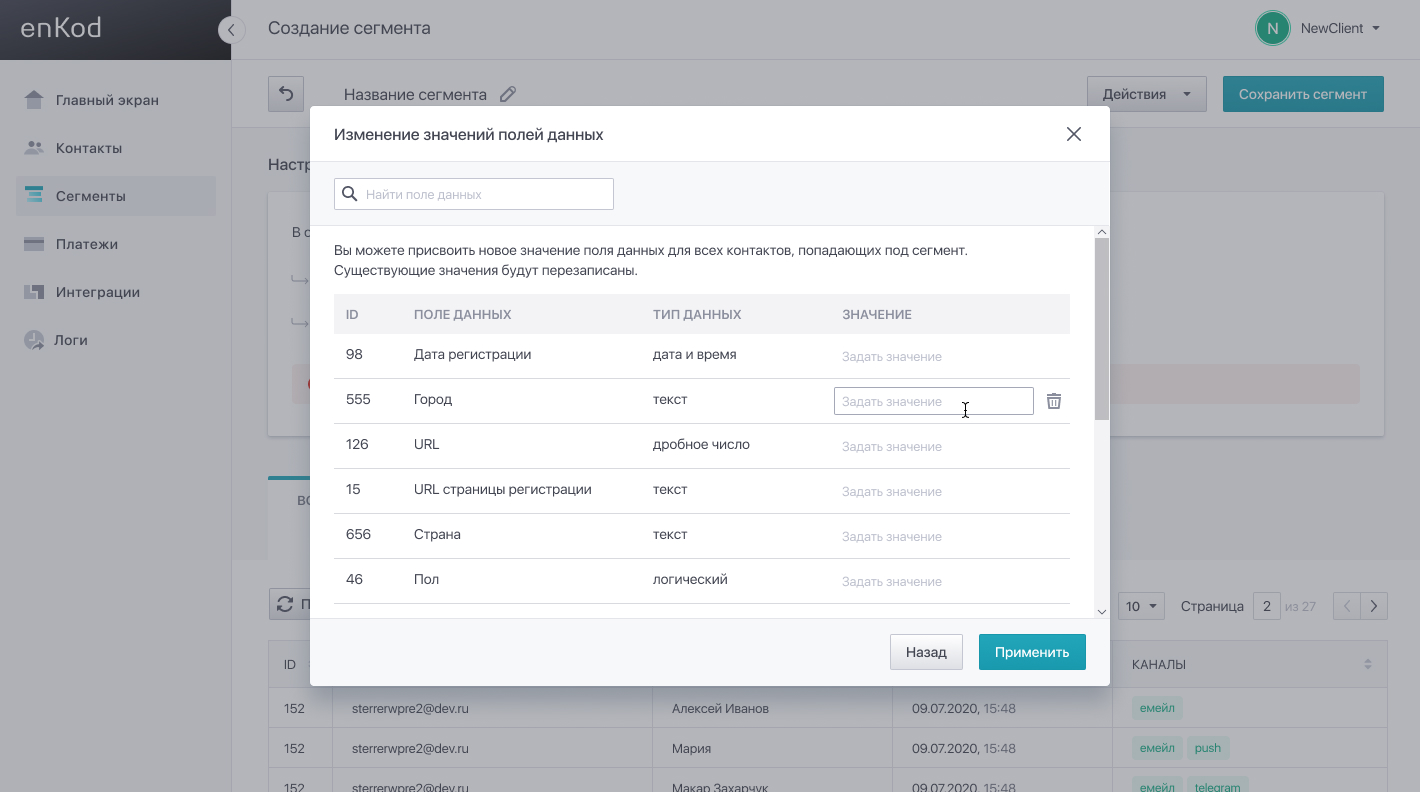 enKod
Создание сегмента
N NewClient
Главный экран
Контакты
Сегменты
Платежи
Интеграции
Логи
Название сегмента
Действия
Сохранить сегмент
Изменение значений полей данных
Найти поле данных
Вы можете присвоить новое значение поля данных для всех контактов, попадающих под сегмент.
Существующие значения будут перезаписаны.
ID ПОЛЕ ДАННЫХ ТИП ДАННЫХ ЗНАЧЕНИЕ
98 Дата регистрации дата и время Задать значение
555 Город текст Задать значение
126 URL дробное число Задать значение
15 URL страницы регистрации текст Задать значение
656 Страна текст Задать значение
46 Пол логический Задать значение
Назад Применить
10 Страница 2 из 27
ID КАНАЛЫ
152 sterrerwpre2@dev.ru Алексей Иванов 09.07.2020, 15:48 емейл
152 sterrerwpre2@dev.ru Мария 09.07.2020, 15:48 емейл push
152 sterrerwpre2@dev.ru Макар Захарчук 09.07.2020, 15:48 емейл telegram